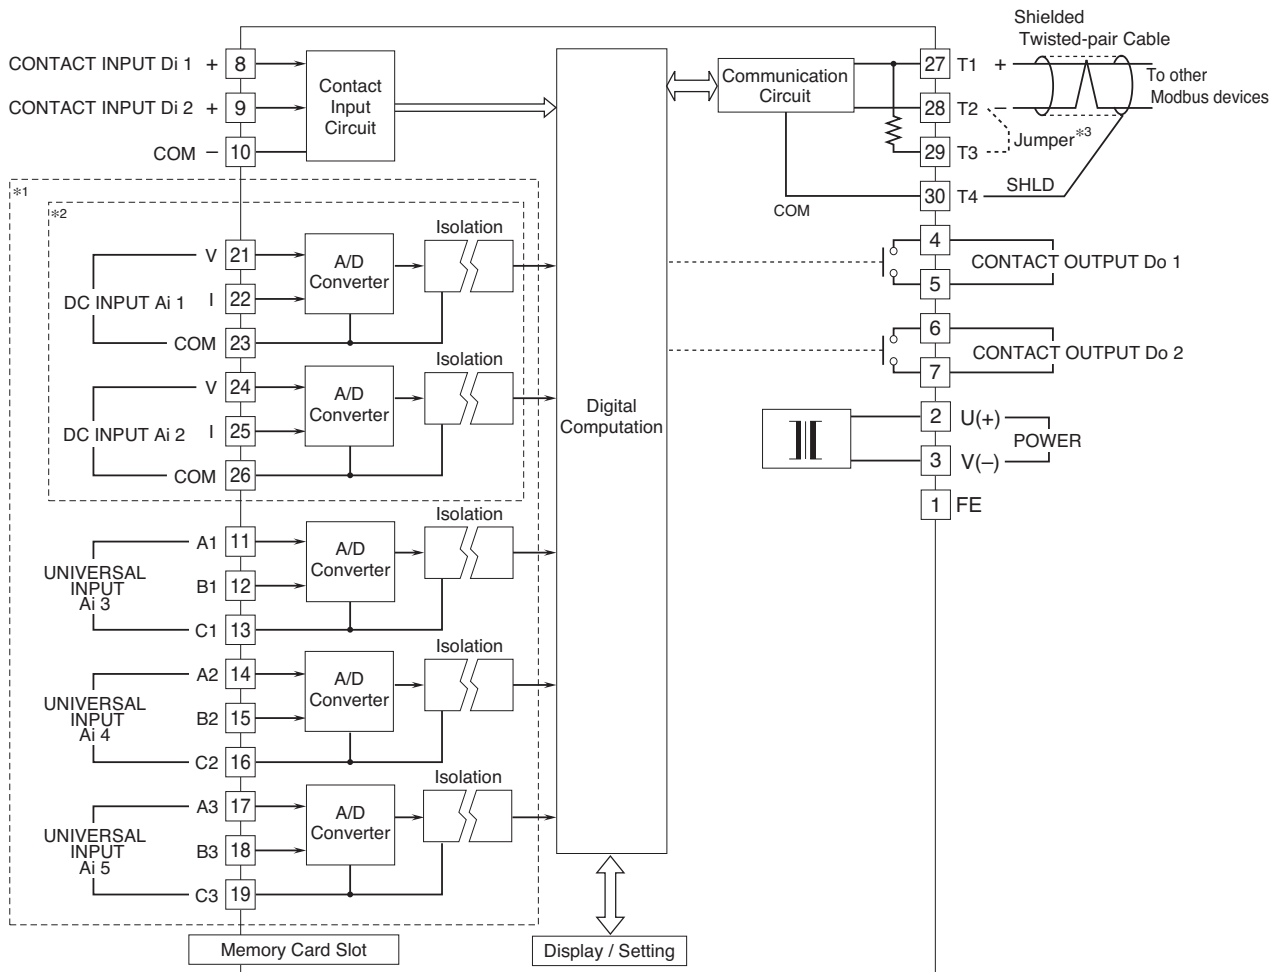 CONTACT INPUT Di 1 + 8
CONTACT INPUT Di 2 + 9
COM − 10
Contact
Input
Circuit
*1
*2
DC INPUT Ai 1
V 21
I 22
COM 23
A/D
Converter
Isolation
DC INPUT Ai 2
V 24
I 25
COM 26
A/D
Converter
Isolation
UNIVERSAL
INPUT
Ai 3
A1 11
B1 12
C1 13
A/D
Converter
Isolation
UNIVERSAL
INPUT
Ai 4
A2 14
B2 15
C2 16
A/D
Converter
Isolation
UNIVERSAL
INPUT
Ai 5
A3 17
B3 18
C3 19
A/D
Converter
Isolation
Memory Card Slot
Digital
Computation
Display / Setting
Communication
Circuit
COM
27 T1 +
28 T2 −
29 T3
30 T4
Jumper*3
SHLD
Shielded
Twisted-pair Cable
To other
Modbus devices
4
5
CONTACT OUTPUT Do 1
6
7
CONTACT OUTPUT Do 2
2 U(+)
3 V(–)
POWER
1 FE